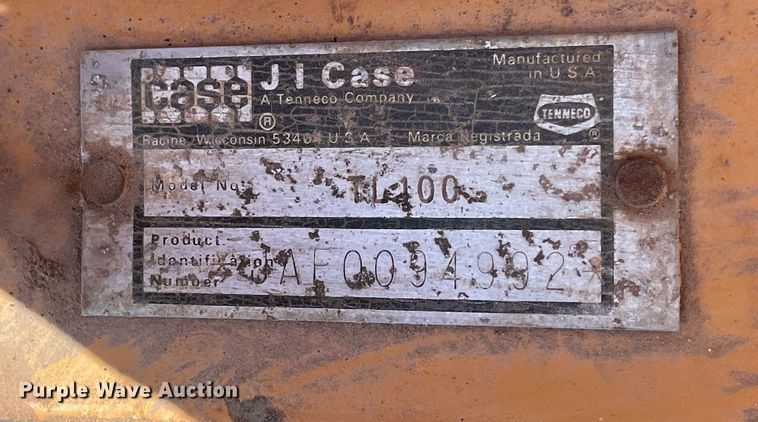 case
J I Case
A Tenneco Company
®
Manufactured
in U S A
TENNECO
®
Racine, Wisconsin 53404 U S A
Marca Registrada
Model No.
TL100
Product
Identification
Number
JAF0094992
Purple Wave Auction